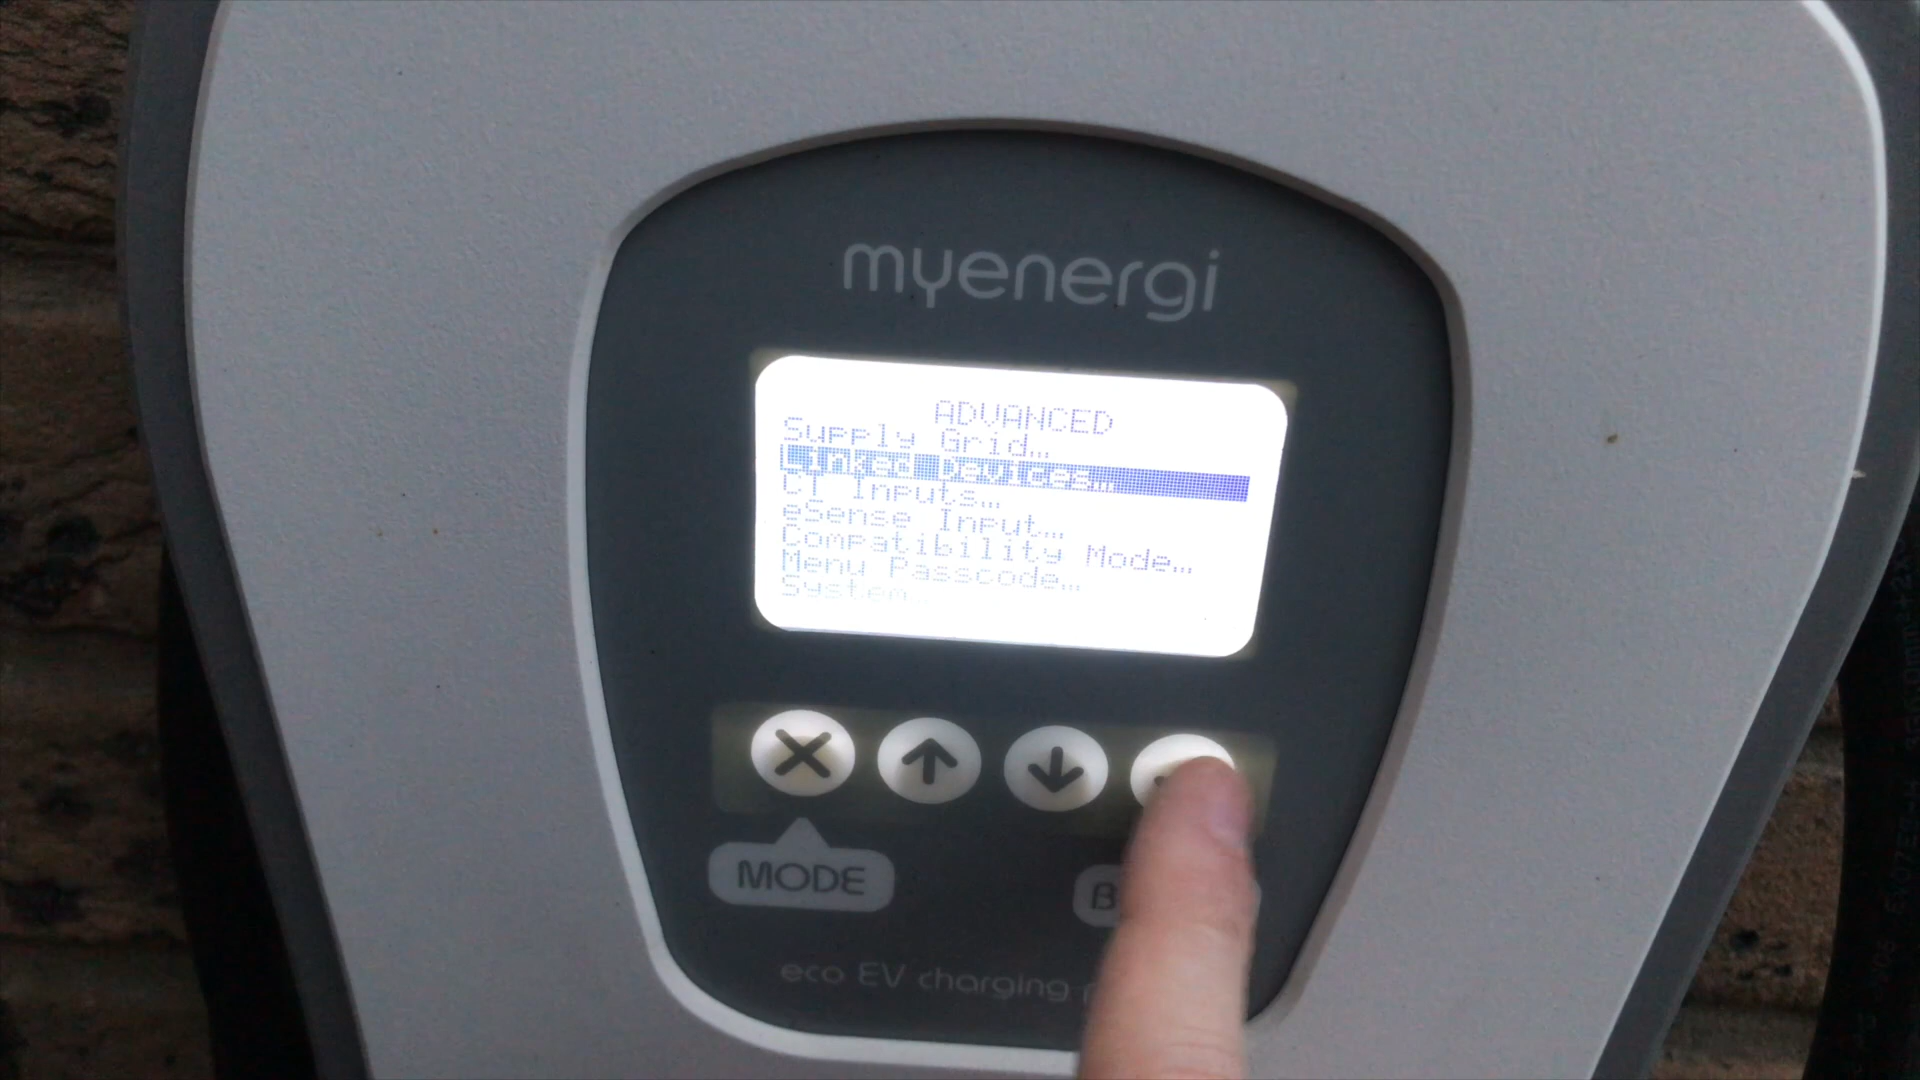 myenergi
ADVANCED
Supply Grid...
Linked Devices...
CT Inputs...
eSense Input...
Compatibility Mode...
Menu Passcode...
System...
MODE
B
eco EV charging